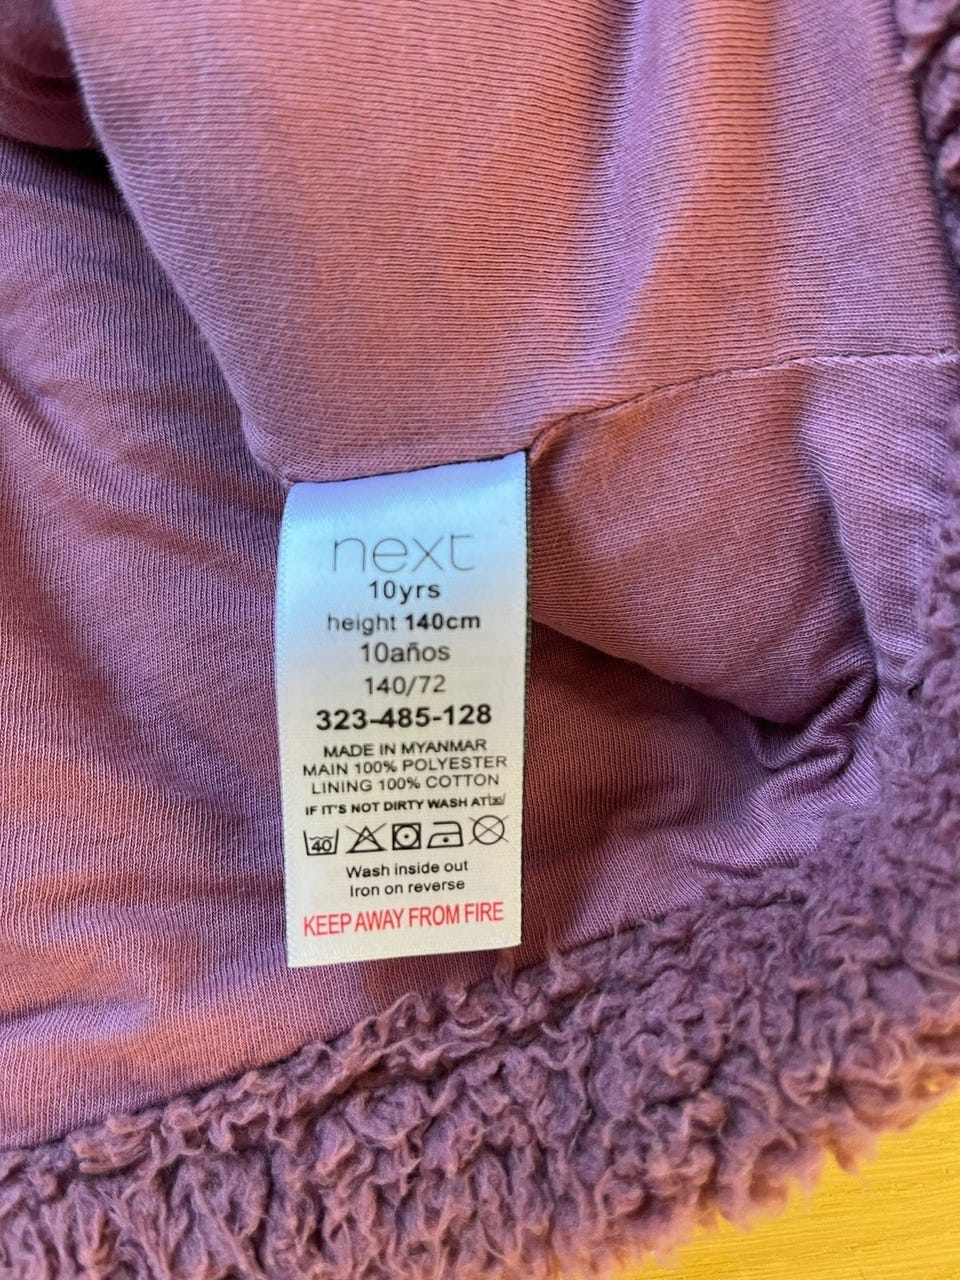 next
10yrs
height 140cm
10años
140/72
323-485-128
MADE IN MYANMAR
MAIN 100% POLYESTER
LINING 100% COTTON
IF IT'S NOT DIRTY WASH AT 30
40
Wash inside out
Iron on reverse
KEEP AWAY FROM FIRE